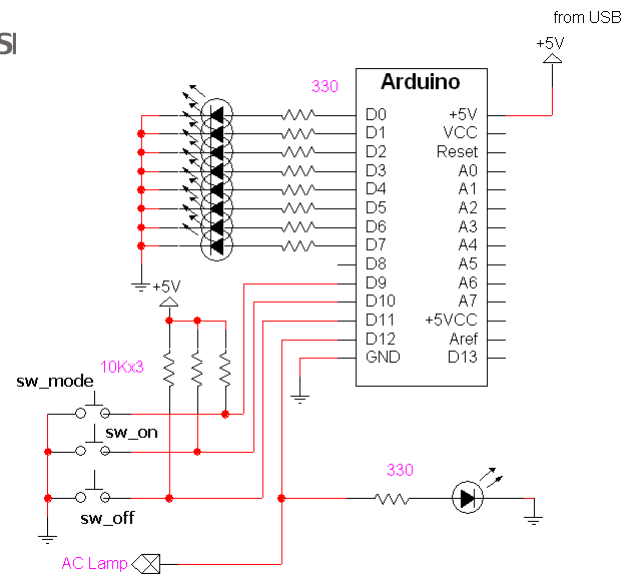 from USB
+5V
SI
330
Arduino
D0 +5V
D1 VCC
D2 Reset
D3 A0
D4 A1
D5 A2
D6 A3
D7 A4
D8 A5
D9 A6
D10 A7
D11 +5VCC
D12 Aref
GND D13
+5V
10Kx3
sw_mode
sw_on
sw_off
330
AC Lamp